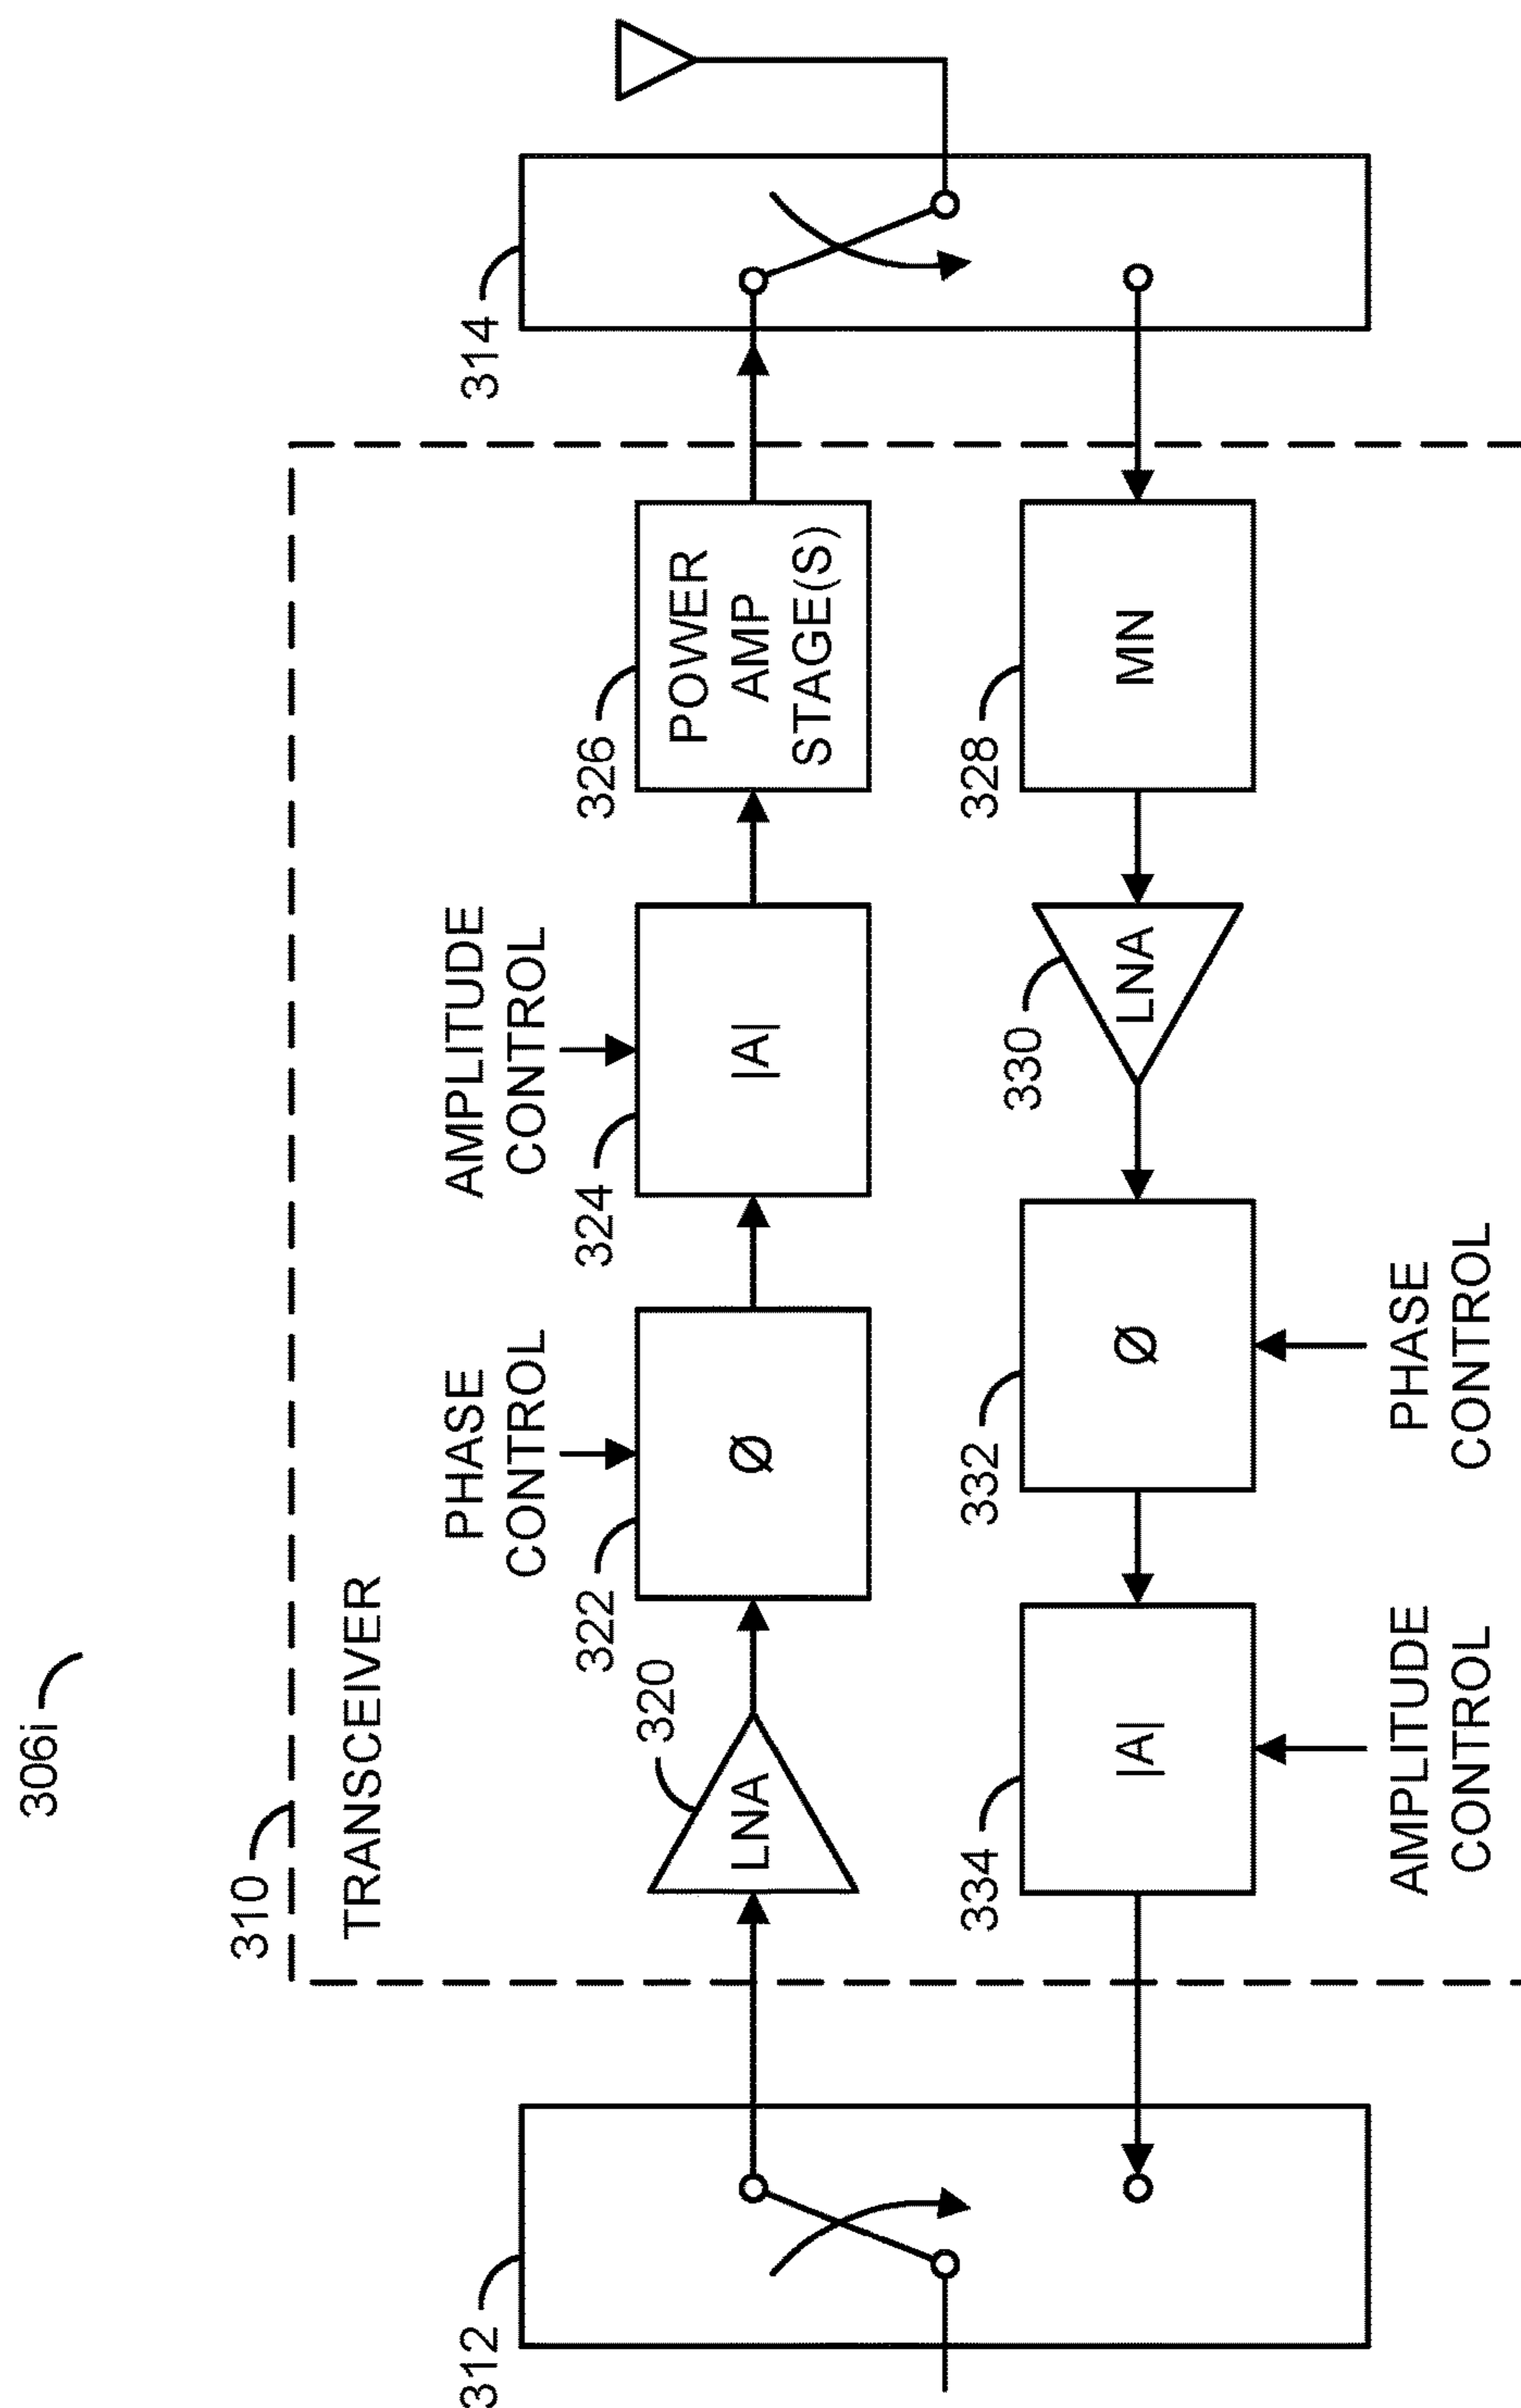 306i
310
TRANSCEIVER
312
314
PHASE
CONTROL
AMPLITUDE
CONTROL
320
LNA
322
Ø
324
|A|
326
POWER
AMP
STAGE(S)
334
|A|
332
Ø
330
LNA
328
MN
AMPLITUDE
CONTROL
PHASE
CONTROL